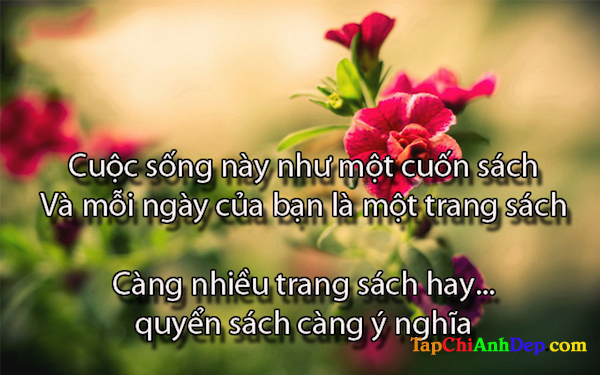 Cuộc sống này như một cuốn sách
Và mỗi ngày của bạn là một trang sách
Càng nhiều trang sách hay...
quyển sách càng ý nghĩa
TapChiAnhDep.com